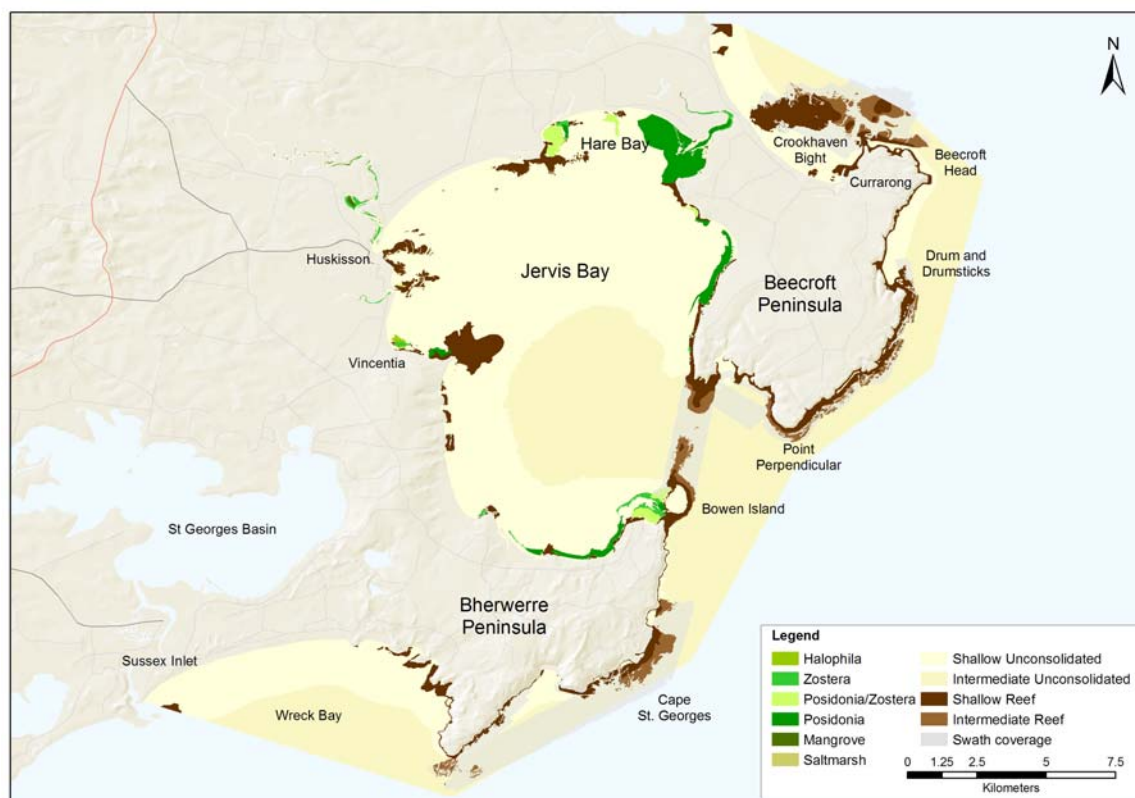 N
Hare Bay
Crookhaven
Bight
Beecroft
Head
Currarong
Huskisson
Jervis Bay
Beecroft
Peninsula
Drum and
Drumsticks
Vincentia
Point
Perpendicular
Bowen Island
St Georges Basin
Bherwerre
Peninsula
Sussex Inlet
Wreck Bay
Cape
St. Georges
Legend
Halophila
Zostera
Posidonia/Zostera
Posidonia
Mangrove
Saltmarsh
Shallow Unconsolidated
Intermediate Unconsolidated
Shallow Reef
Intermediate Reef
Swath coverage
0 1.25 2.5 5 7.5
Kilometers